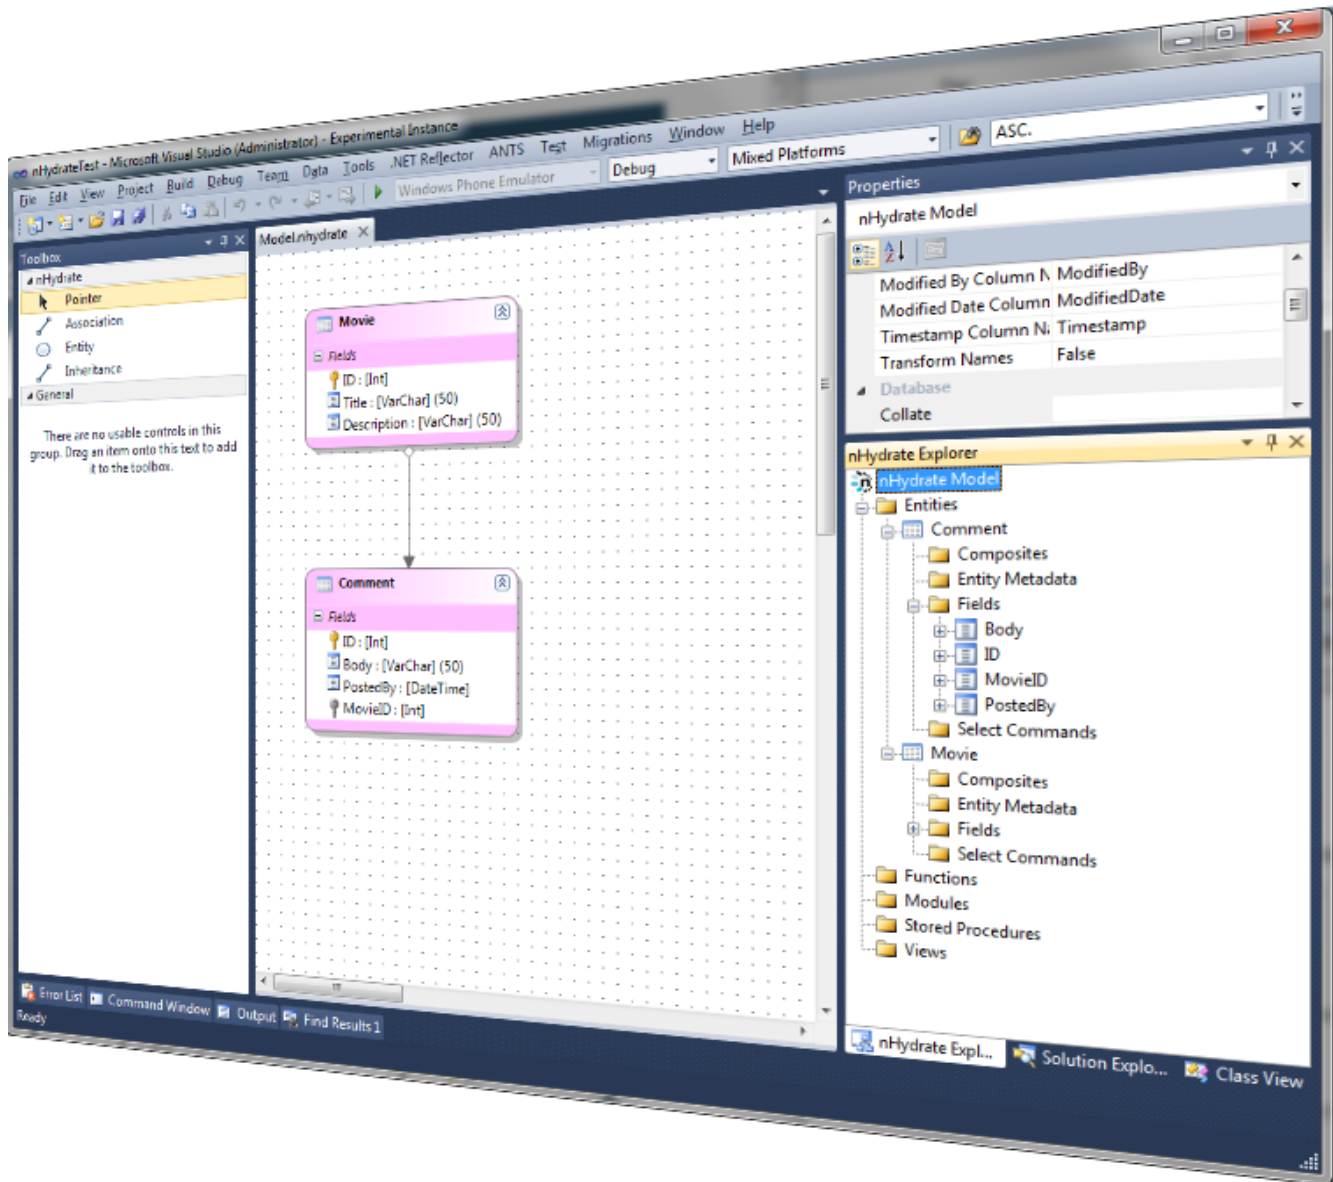 nHydrateTest - Microsoft Visual Studio (Administrator) - Experimental Instance
File Edit View Project Build Debug Team Data Tools .NET Reflector ANTS Test Migrations Window Help
Windows Phone Emulator Debug Mixed Platforms ASC.
Toolbox
nHydrate
Pointer
Association
Entity
Inheritance
General
There are no usable controls in this
group. Drag an item onto this text to add
it to the toolbox.
Model.nhydrate
Movie
Fields
ID : [Int]
Title : [VarChar] (50)
Description : [VarChar] (50)
Comment
Fields
ID : [Int]
Body : [VarChar] (50)
PostedBy : [DateTime]
MovieID : [Int]
Properties
nHydrate Model
Modified By Column N ModifiedBy
Modified Date Column ModifiedDate
Timestamp Column Na Timestamp
Transform Names False
Database
Collate
nHydrate Explorer
nHydrate Model
Entities
Comment
Composites
Entity Metadata
Fields
Body
ID
MovieID
PostedBy
Select Commands
Movie
Composites
Entity Metadata
Fields
Select Commands
Functions
Modules
Stored Procedures
Views
nHydrate Expl... Solution Explo... Class View
Error List Command Window Output Find Results 1
Ready